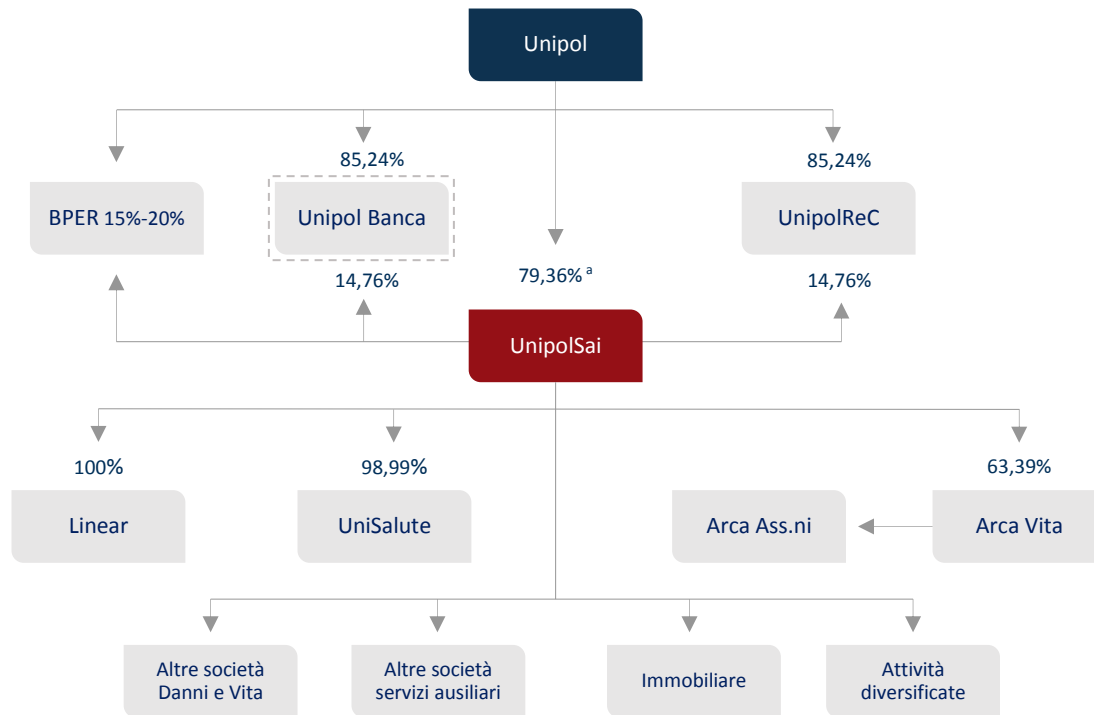 Unipol
85,24%
85,24%
BPER 15%-20%
Unipol Banca
UnipolReC
79,36% a
14,76%
14,76%
UnipolSai
100%
98,99%
63,39%
Linear
UniSalute
Arca Ass.ni
Arca Vita
Altre società
Danni e Vita
Altre società
servizi ausiliari
Immobiliare
Attività
diversificate